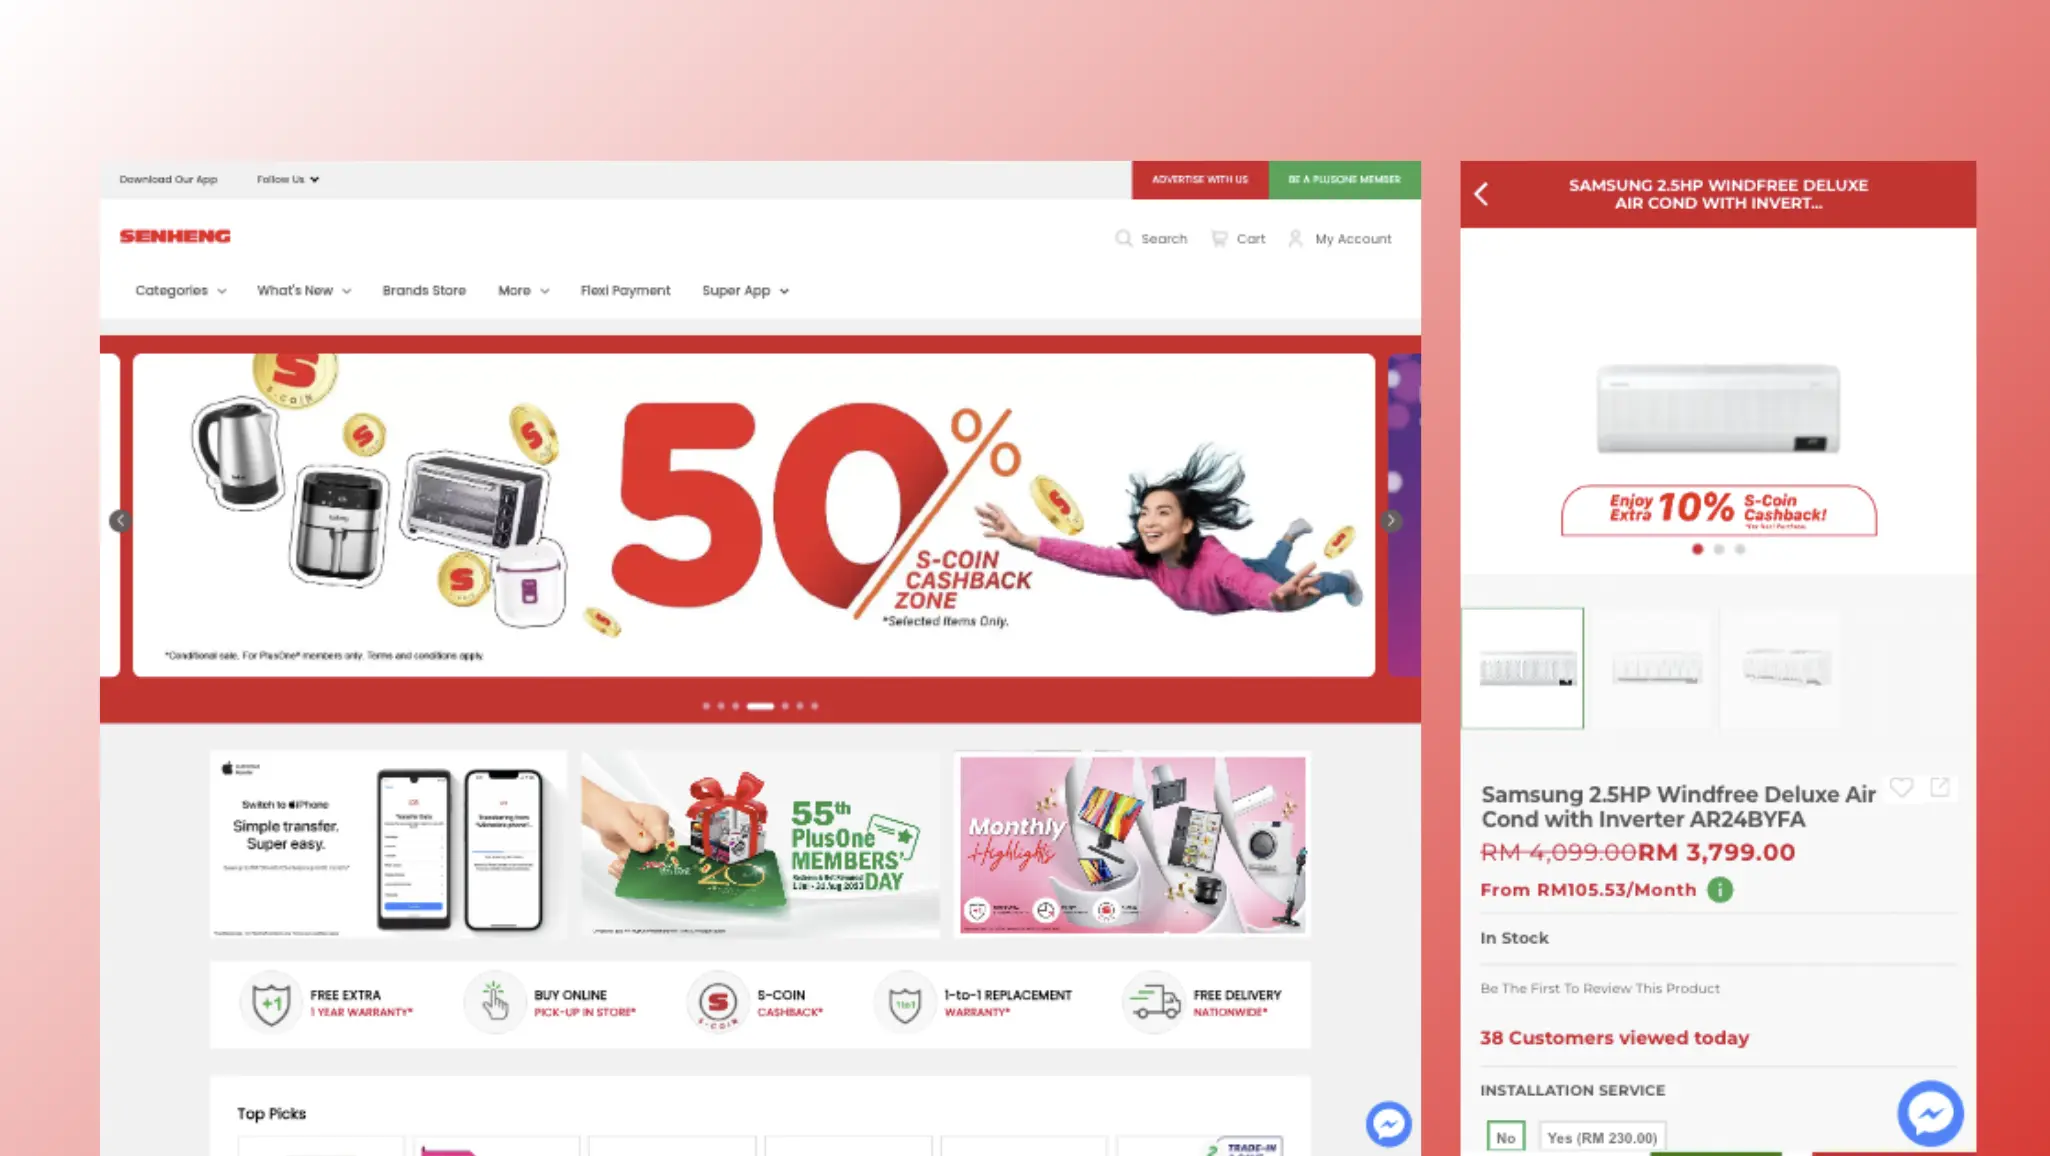 Download Our App
Follow Us
ADVERTISE WITH US
BE A PLUSONE MEMBER
SENHENG
Search
Cart
My Account
Categories
What's New
Brands Store
More
Flexi Payment
Super App
S
S-COIN
50%
S-COIN
CASHBACK
ZONE
*Selected Items Only.
*Conditional sale. For PlusOne® members only. Terms and conditions apply.
Switch to iPhone
Simple transfer.
Super easy.
55th
PlusOne
MEMBERS'
DAY
Monthly
Highlights
+1
FREE EXTRA
1 YEAR WARRANTY*
BUY ONLINE
PICK-UP IN STORE*
S
S-COIN
S-COIN
CASHBACK*
1to1
1-to-1 REPLACEMENT
WARRANTY*
FREE DELIVERY
NATIONWIDE*
Top Picks
TRADE-IN
SAMSUNG 2.5HP WINDFREE DELUXE
AIR COND WITH INVERT...
Enjoy
Extra 10% S-Coin
Cashback!
Samsung 2.5HP Windfree Deluxe Air
Cond with Inverter AR24BYFA
RM 4,099.00 RM 3,799.00
From RM105.53/Month
In Stock
Be The First To Review This Product
38 Customers viewed today
INSTALLATION SERVICE
No
Yes (RM 230.00)